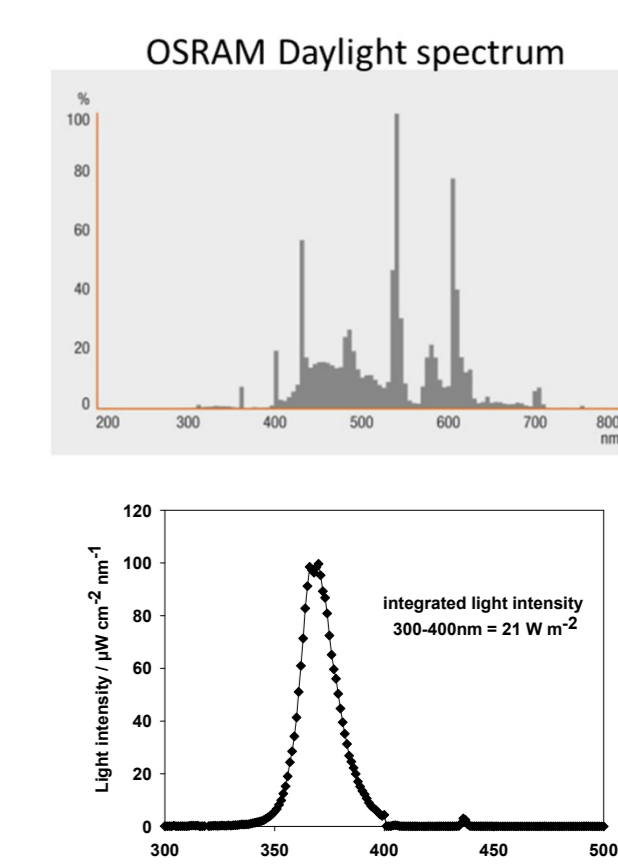 OSRAM Daylight spectrum
%
100
80
60
40
20
0
200 300 400 500 600 700 800
nm
120
100
80
60
40
20
0
Light intensity / µW cm-2 nm-1
integrated light intensity
300-400nm = 21 W m-2
300 350 400 450 500